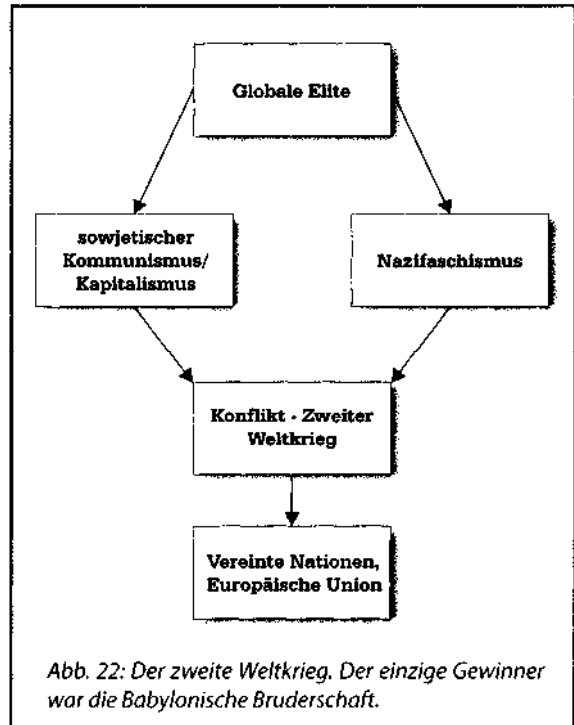 Globale Elite
sowjetischer
Kommunismus/
Kapitalismus
Nazifaschismus
Konflikt - Zweiter
Weltkrieg
Vereinte Nationen,
Europäische Union
Abb. 22: Der zweite Weltkrieg. Der einzige Gewinner
war die Babylonische Bruderschaft.